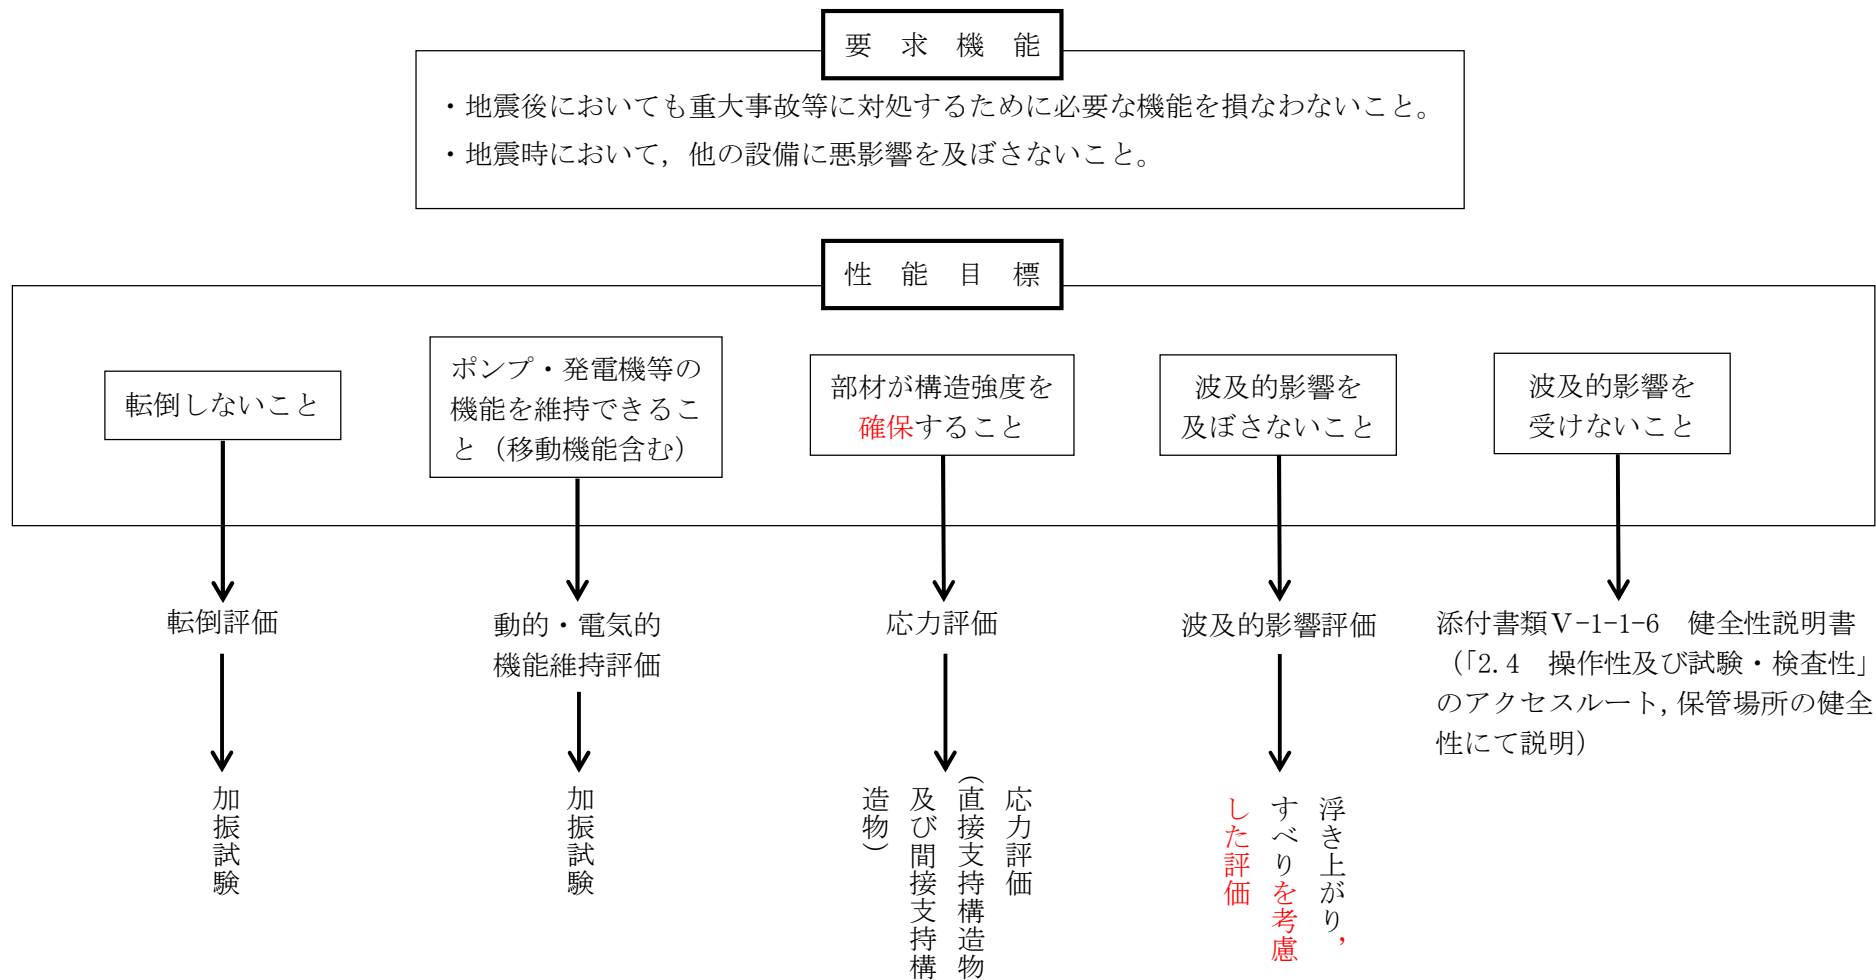 要　求　機　能
・地震後においても重大事故等に対処するために必要な機能を損なわないこと。
・地震時において，他の設備に悪影響を及ぼさないこと。
性　能　目　標
転倒しないこと
ポンプ・発電機等の
機能を維持できるこ
と（移動機能含む）
部材が構造強度を
確保すること
波及的影響を
及ぼさないこと
波及的影響を
受けないこと
転倒評価
動的・電気的
機能維持評価
応力評価
波及的影響評価
添付書類Ⅴ-1-1-6　健全性説明書
（「2.4　操作性及び試験・検査性」
のアクセスルート,保管場所の健全
性にて説明）
加振試験
加振試験
応力評価
（直接支持構造物
及び間接支持構
造物）
浮き上がり，
すべりを考慮
した評価